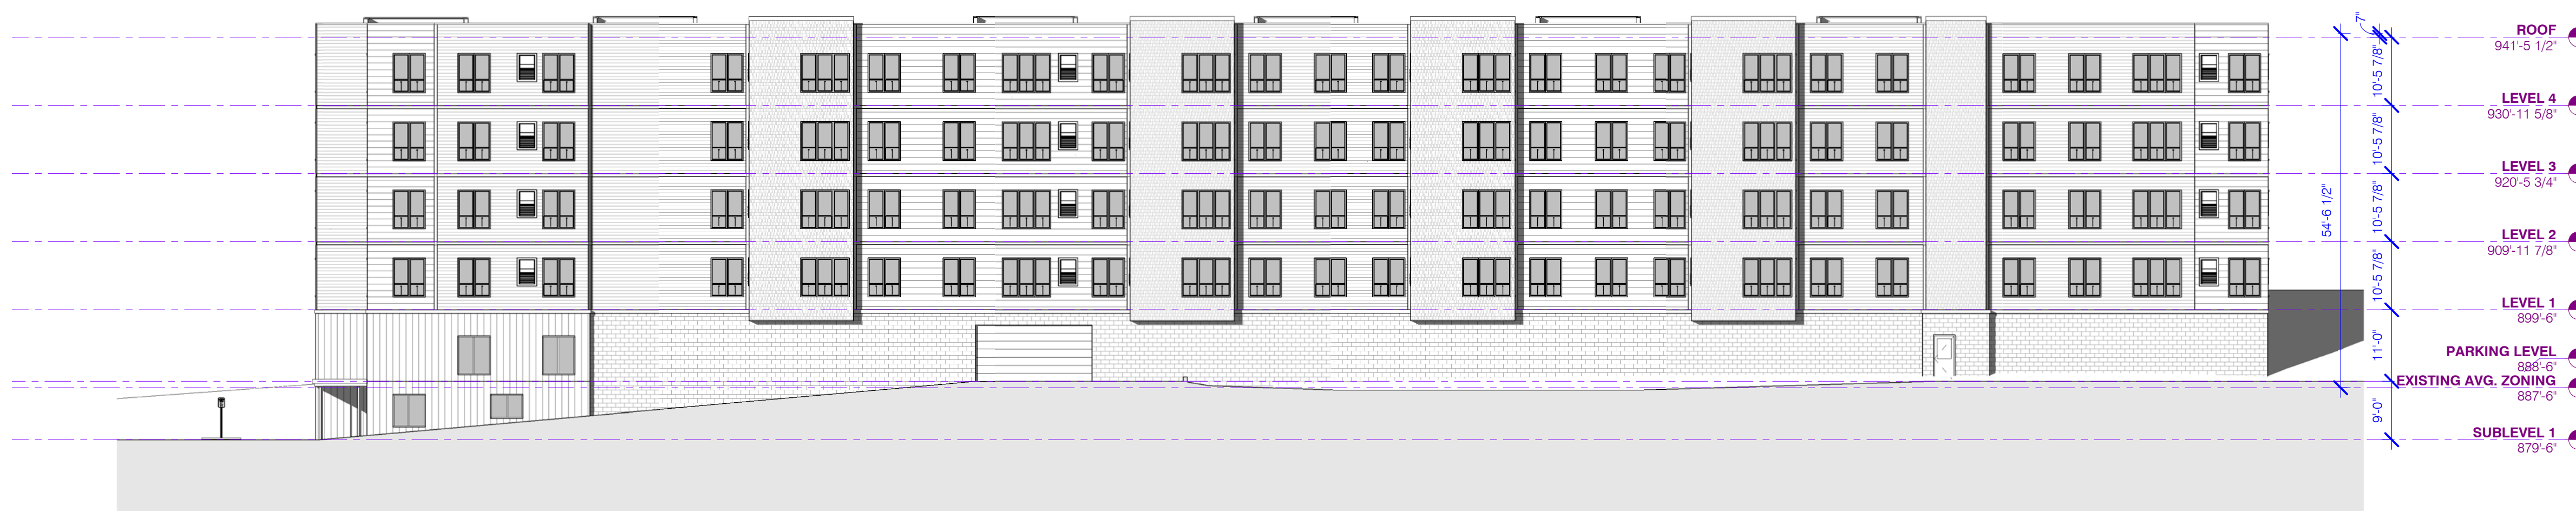 7"
ROOF
941'-5 1/2"
10'-5 7/8"
LEVEL 4
930'-11 5/8"
10'-5 7/8"
LEVEL 3
920'-5 3/4"
54'-6 1/2"
10'-5 7/8"
LEVEL 2
909'-11 7/8"
10'-5 7/8"
LEVEL 1
899'-6"
11'-0"
PARKING LEVEL
888'-6"
EXISTING AVG. ZONING
887'-6"
9'-0"
SUBLEVEL 1
879'-6"